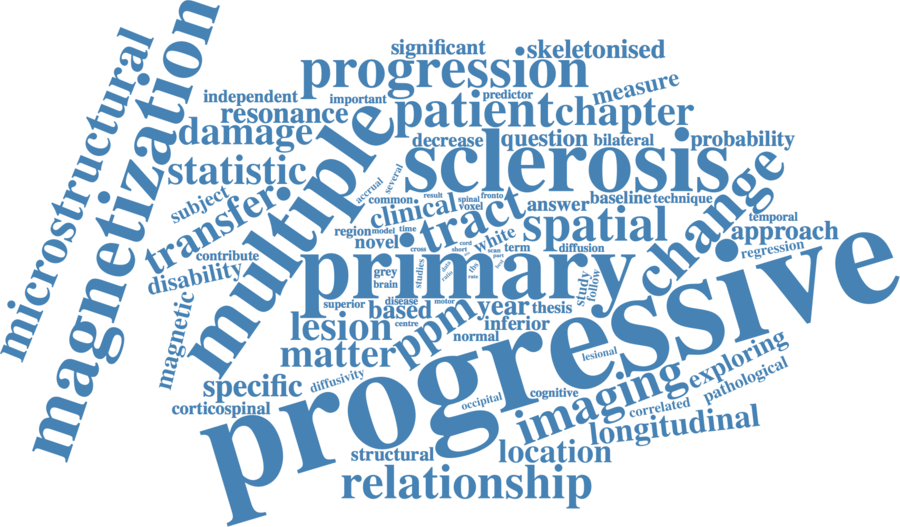 microstructural
magnetization
significant
skeletonised
progression
measure
independent
important
predictor
resonance
patient
chapter
damage
multiple
decrease
question
bilateral
probability
statistic
sclerosis
several
accrual
subject
transfer
common
result
spinal
fronto
clinical
voxel
tract
answer
baseline
technique
change
region
model
time
white
spatial
temporal
approach
novel
cross
cord
short
scan
term
diffusion
regression
contribute
disability
primary
part
grey
brain
studies
data
tbss
study
follow
magnetic
superior
disease
motor
based
centre
ppm
year
thesis
lesion
inferior
normal
progressive
matter
lesional
specific
diffusivity
exploring
corticospinal
occipital
cognitive
imaging
correlated
pathological
longitudinal
structural
location
relationship